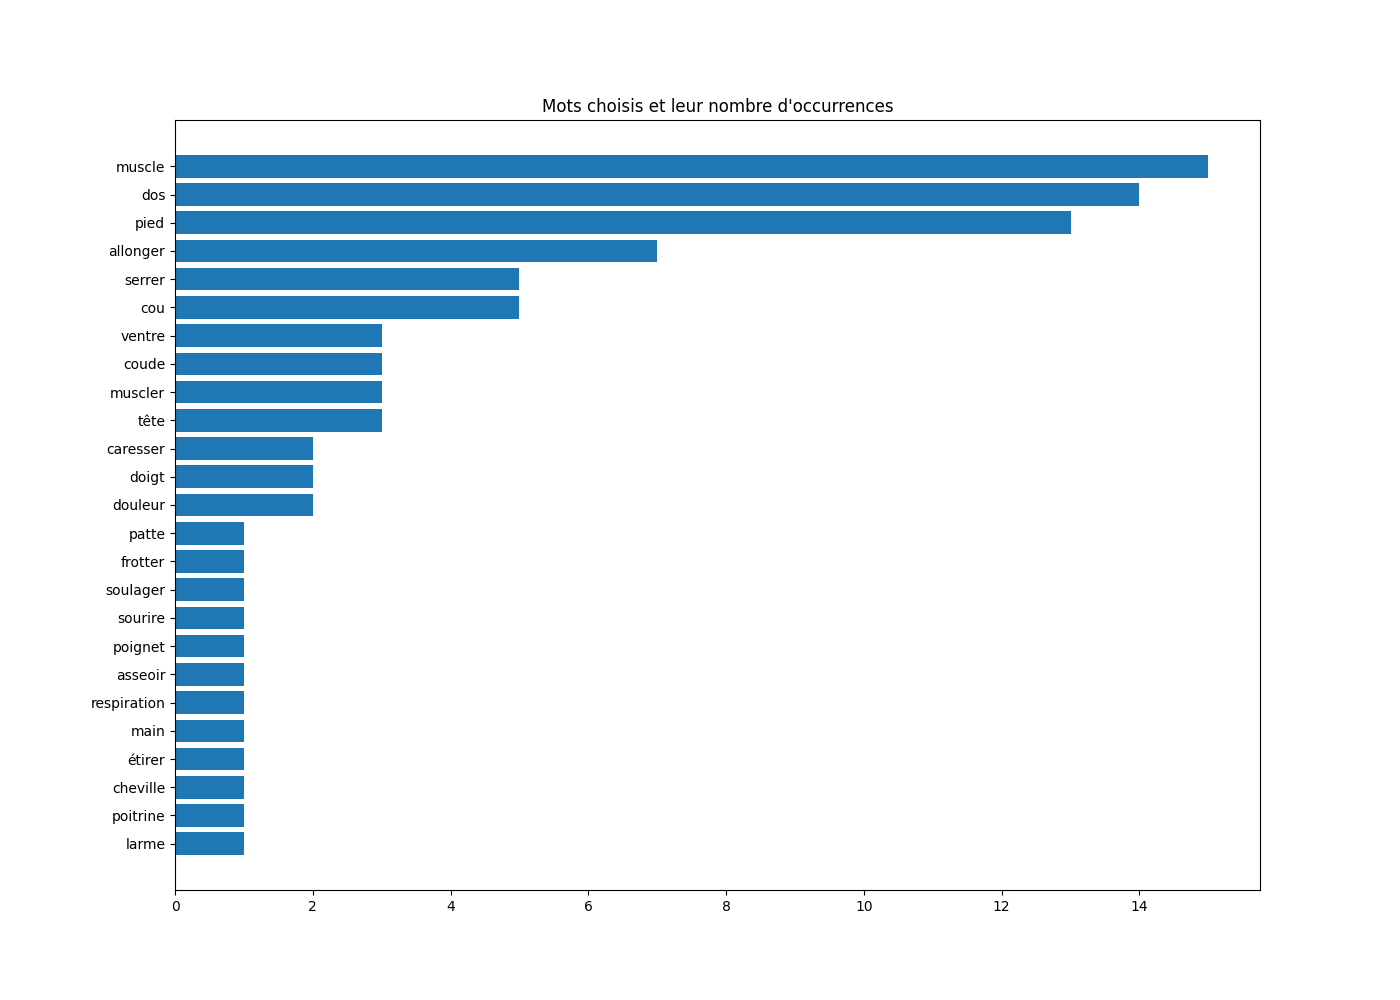 Mots choisis et leur nombre d'occurrences
muscle
dos
pied
allonger
serrer
cou
ventre
coude
muscler
tête
caresser
doigt
douleur
patte
frotter
soulager
sourire
poignet
asseoir
respiration
main
étirer
cheville
poitrine
larme
0 2 4 6 8 10 12 14